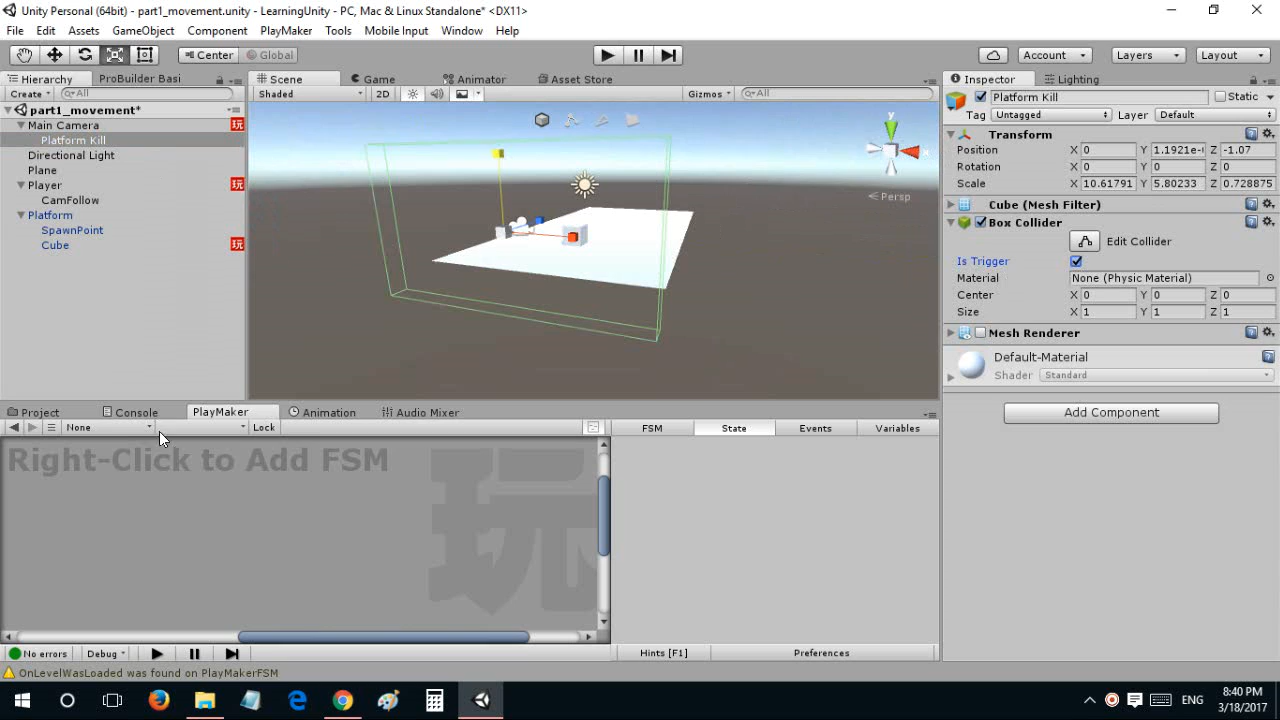 Unity Personal (64bit) - part1_movement.unity - LearningUnity - PC, Mac & Linux Standalone* <DX11>
File Edit Assets GameObject Component PlayMaker Tools Mobile Input Window Help
Center Global Account Layers Layout
Hierarchy ProBuilder Basi Scene Game Animator Asset Store Inspector Lighting
Create All Shaded 2D Gizmos All Platform Kill Static
part1_movement*
Tag Untagged Layer Default
Main Camera 玩
Platform Kill
Directional Light
Plane
Player 玩
CamFollow
Platform
SpawnPoint
Cube 玩
y
x
Persp
Transform
Position X 0 Y 1.1921e-( Z -1.07
Rotation X 0 Y 0 Z 0
Scale X 10.61791 Y 5.80233 Z 0.728875
Cube (Mesh Filter)
Box Collider
Edit Collider
Is Trigger
Material None (Physic Material)
Center X 0 Y 0 Z 0
Size X 1 Y 1 Z 1
Mesh Renderer
Default-Material
Shader Standard
Add Component
Project Console PlayMaker Animation Audio Mixer
None Lock FSM State Events Variables
Right-Click to Add FSM
玩
No errors Debug Hints [F1] Preferences
OnLevelWasLoaded was found on PlayMakerFSM
ENG
8:40 PM
3/18/2017